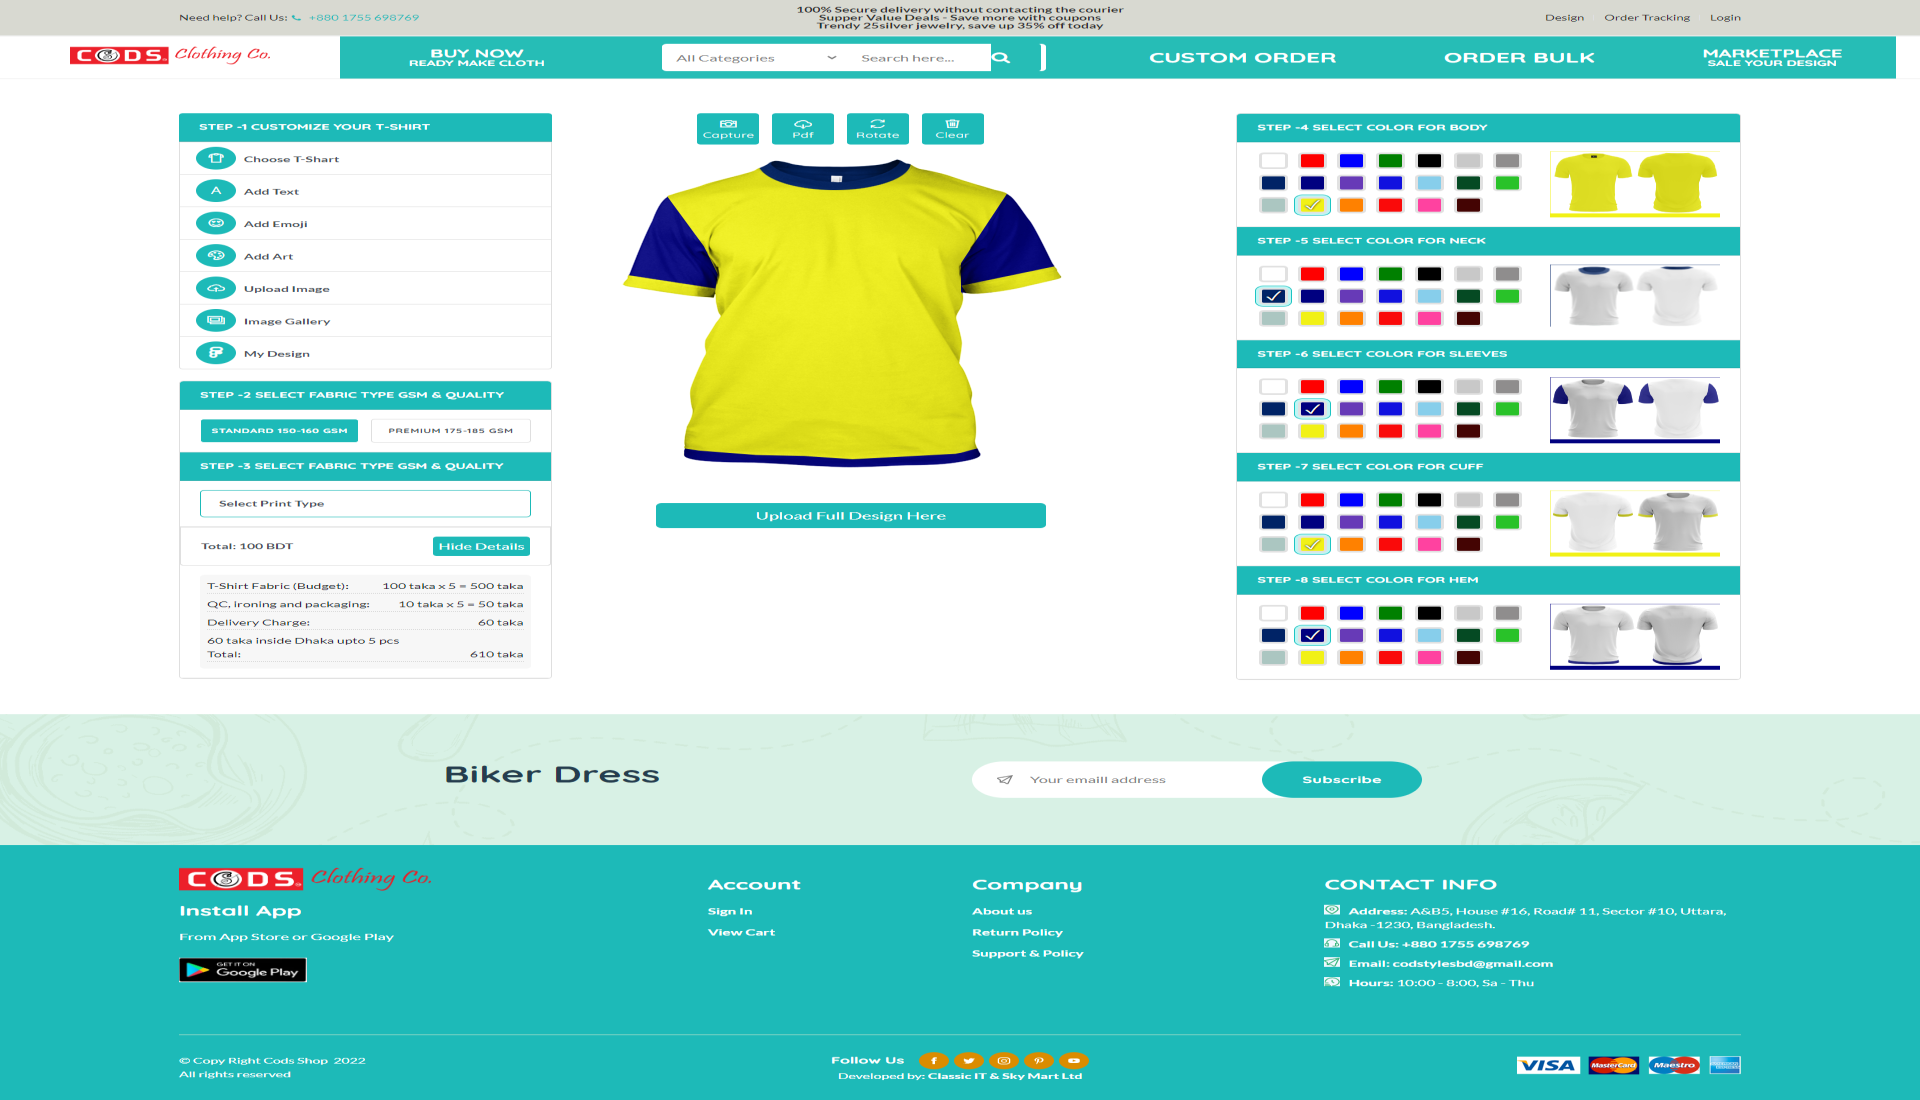 Need help? Call Us: +880 1755 698769
100% Secure delivery without contacting the courier
Supper Value Deals - Save more with coupons
Trendy 25silver jewelry, save up 35% off today
Design Order Tracking Login
CODS Clothing Co.
BUY NOW
READY MAKE CLOTH
All Categories
Search here...
CUSTOM ORDER
ORDER BULK
MARKETPLACE
SALE YOUR DESIGN
STEP -1 CUSTOMIZE YOUR T-SHIRT
Choose T-Shart
A Add Text
Add Emoji
Add Art
Upload Image
Image Gallery
My Design
STEP -2 SELECT FABRIC TYPE GSM & QUALITY
STANDARD 150-160 GSM
PREMIUM 175-185 GSM
STEP -3 SELECT FABRIC TYPE GSM & QUALITY
Select Print Type
Total: 100 BDT
Hide Details
T-Shirt Fabric (Budget): 100 taka x 5 = 500 taka
QC, ironing and packaging: 10 taka x 5 = 50 taka
Delivery Charge: 60 taka
60 taka inside Dhaka upto 5 pcs
Total: 610 taka
Capture
Pdf
Rotate
Clear
Upload Full Design Here
STEP -4 SELECT COLOR FOR BODY
STEP -5 SELECT COLOR FOR NECK
STEP -6 SELECT COLOR FOR SLEEVES
STEP -7 SELECT COLOR FOR CUFF
STEP -8 SELECT COLOR FOR HEM
Biker Dress
Your emaill address
Subscribe
CODS Clothing Co.
Install App
From App Store or Google Play
GET IT ON
Google Play
Account
Sign In
View Cart
Company
About us
Return Policy
Support & Policy
CONTACT INFO
Address: A&B5, House #16, Road# 11, Sector #10, Uttara,
Dhaka -1230, Bangladesh.
Call Us: +880 1755 698769
Email: codstylesbd@gmail.com
Hours: 10:00 - 8:00, Sa - Thu
© Copy Right Cods Shop 2022
All rights reserved
Follow Us
Developed by: Classic IT & Sky Mart Ltd
VISA
MasterCard
Maestro